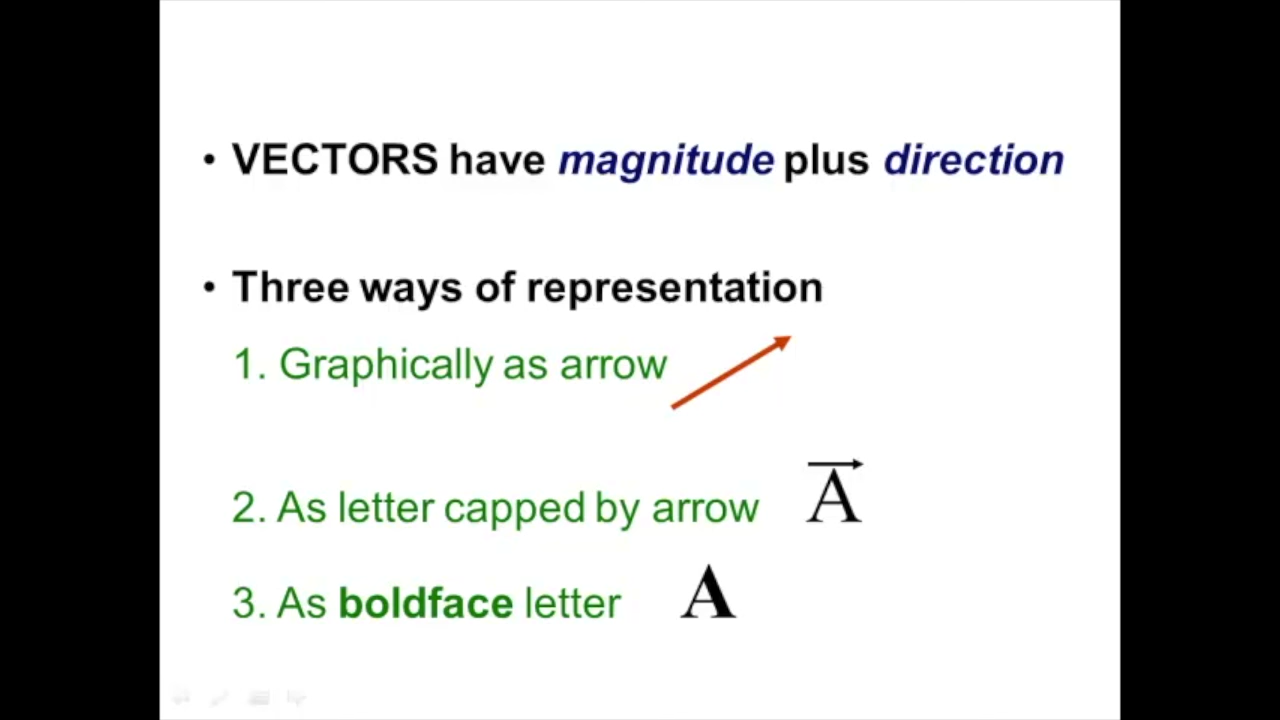 • VECTORS have magnitude plus direction
• Three ways of representation
1. Graphically as arrow
2. As letter capped by arrow A⃗
3. As boldface letter A